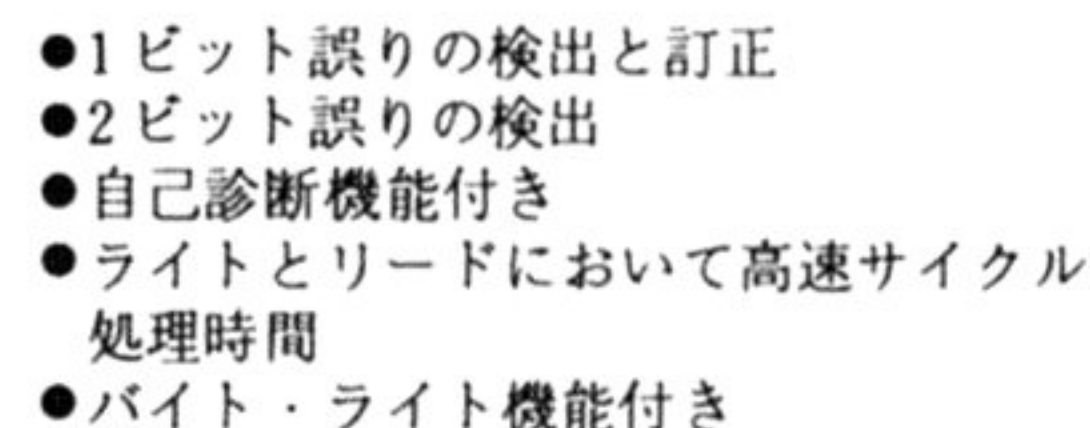 ●1ビット誤りの検出と訂正
●2ビット誤りの検出
●自己診断機能付き
●ライトとリードにおいて高速サイクル
処理時間
●バイト・ライト機能付き